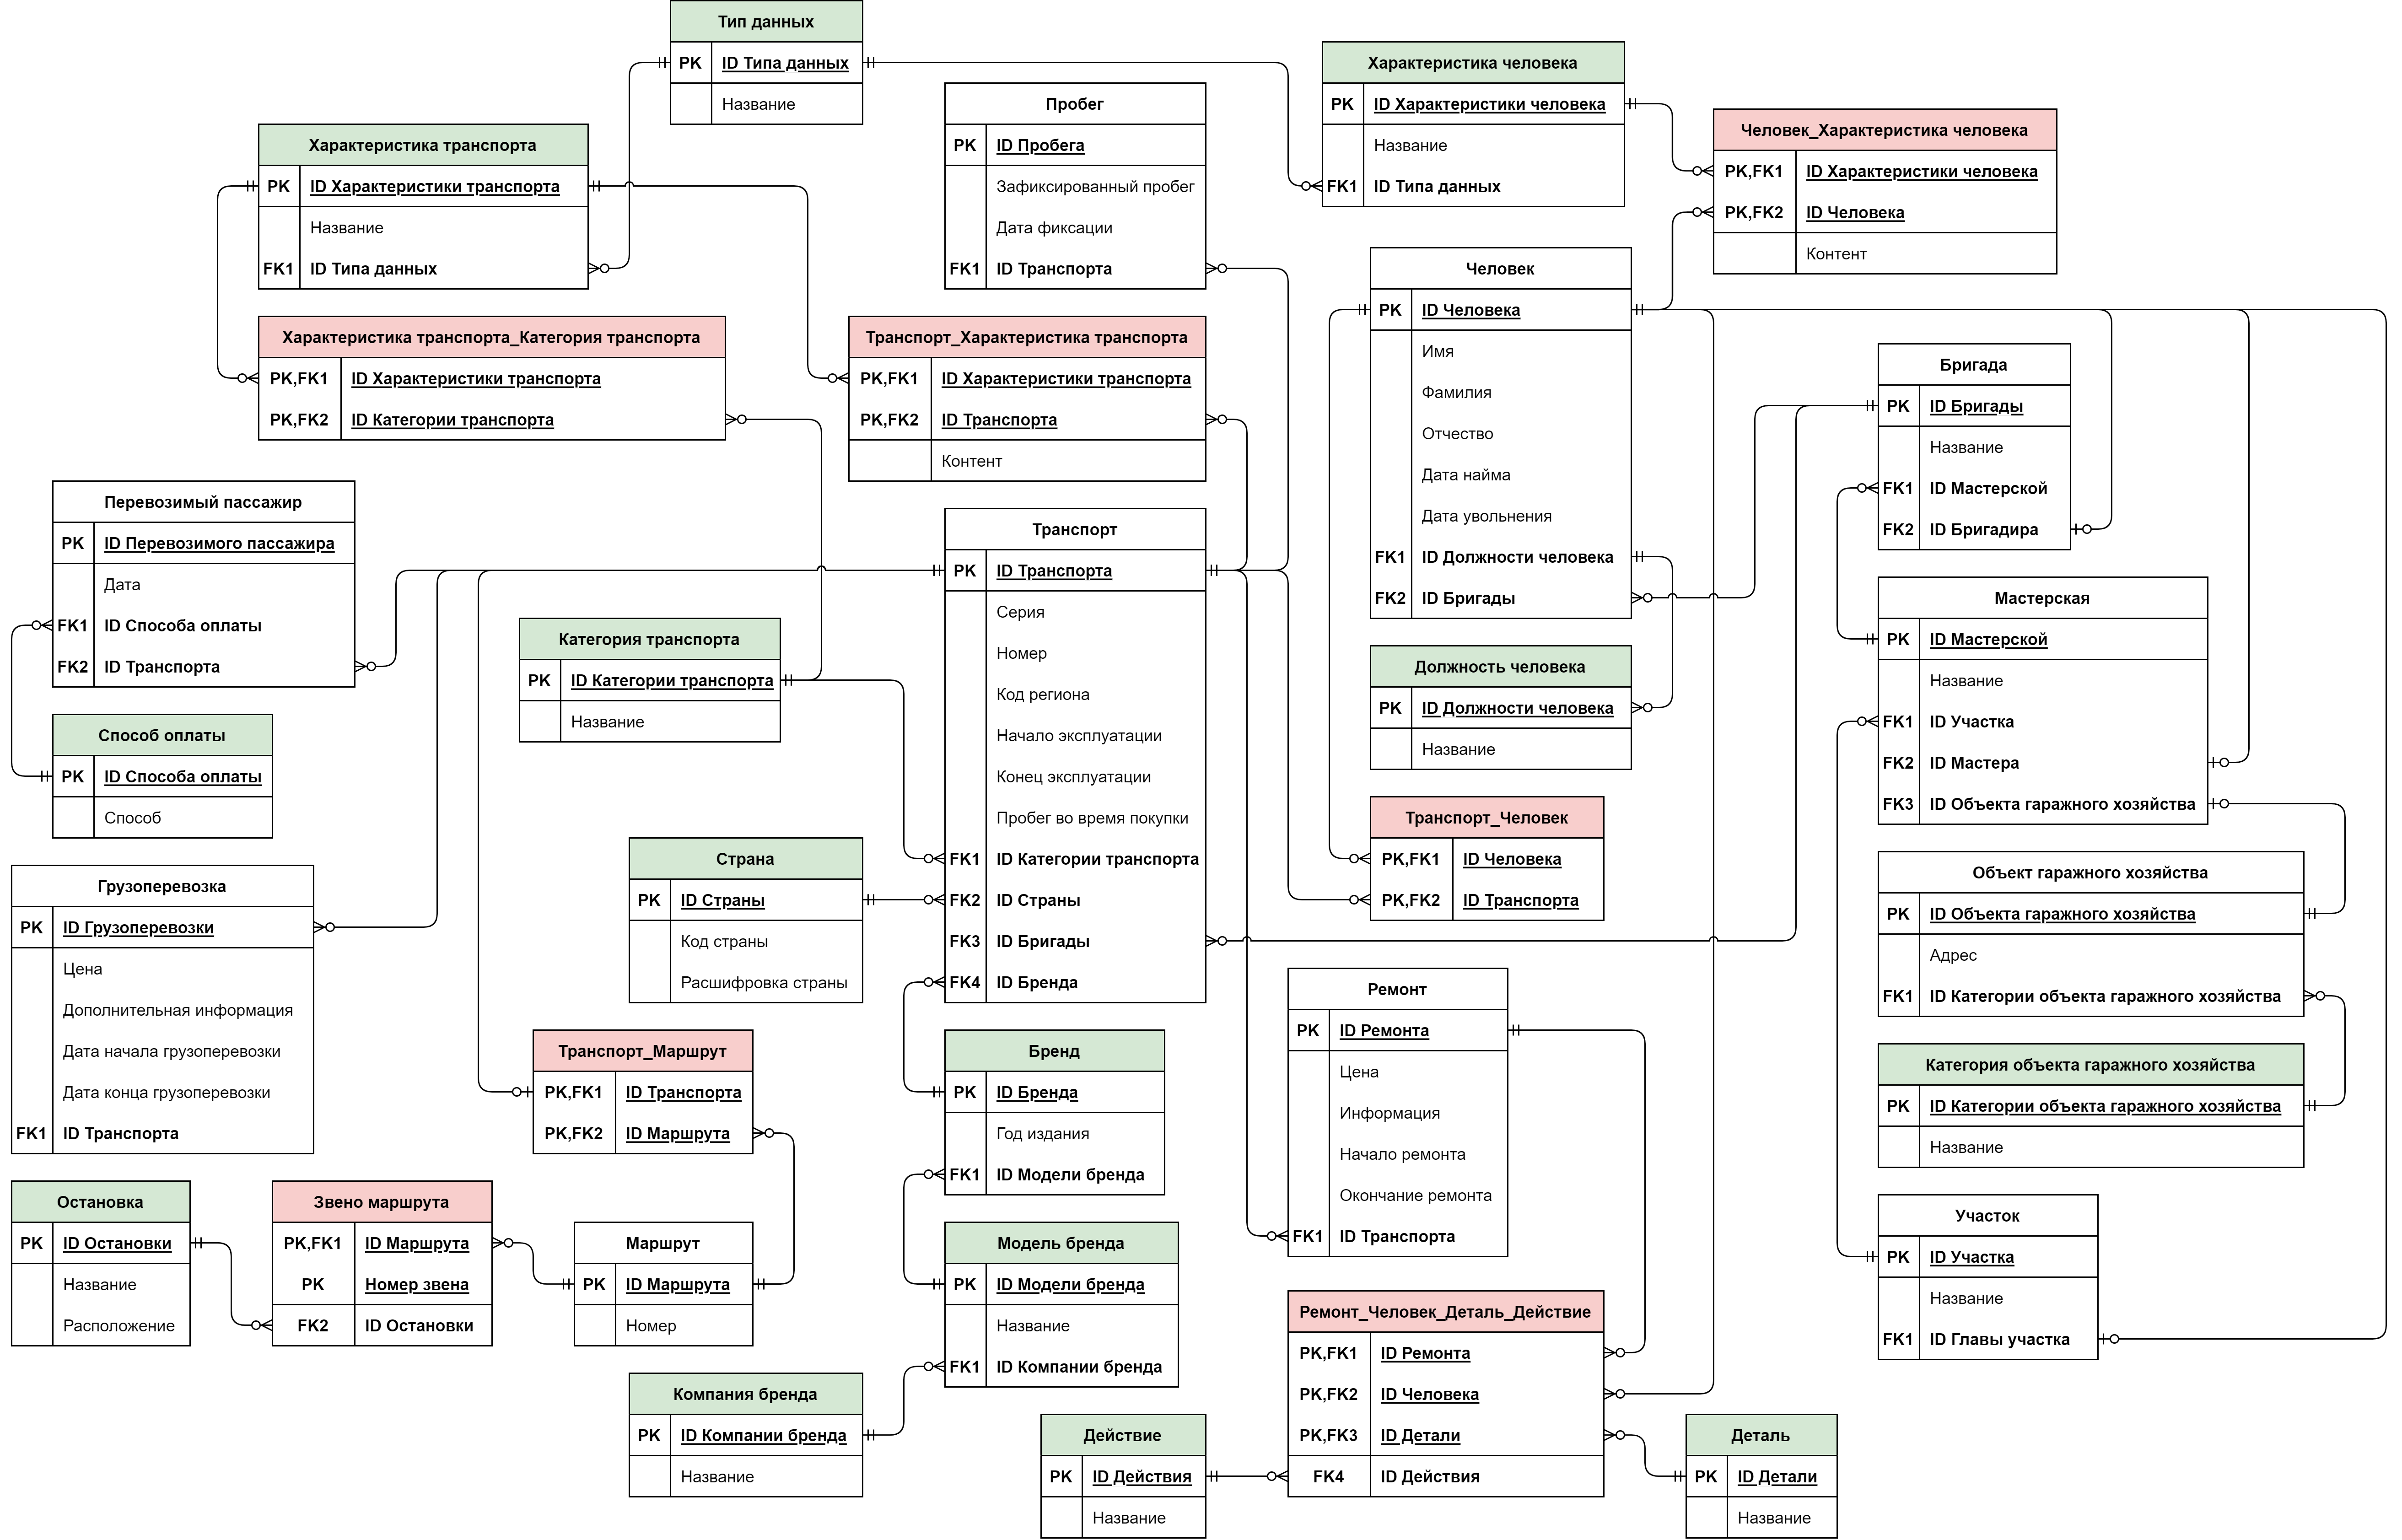 Тип данных
PK ID Типа данных
Название
Характеристика человека
PK ID Характеристики человека
Название
FK1 ID Типа данных
Человек_Характеристика человека
PK,FK1 ID Характеристики человека
PK,FK2 ID Человека
Контент
Пробег
PK ID Пробега
Зафиксированный пробег
Дата фиксации
FK1 ID Транспорта
Характеристика транспорта
PK ID Характеристики транспорта
Название
FK1 ID Типа данных
Характеристика транспорта_Категория транспорта
PK,FK1 ID Характеристики транспорта
PK,FK2 ID Категории транспорта
Транспорт_Характеристика транспорта
PK,FK1 ID Характеристики транспорта
PK,FK2 ID Транспорта
Контент
Человек
PK ID Человека
Имя
Фамилия
Отчество
Дата найма
Дата увольнения
FK1 ID Должности человека
FK2 ID Бригады
Бригада
PK ID Бригады
Название
FK1 ID Мастерской
FK2 ID Бригадира
Перевозимый пассажир
PK ID Перевозимого пассажира
Дата
FK1 ID Способа оплаты
FK2 ID Транспорта
Транспорт
PK ID Транспорта
Серия
Номер
Код региона
Начало эксплуатации
Конец эксплуатации
Пробег во время покупки
FK1 ID Категории транспорта
FK2 ID Страны
FK3 ID Бригады
FK4 ID Бренда
Категория транспорта
PK ID Категории транспорта
Название
Мастерская
PK ID Мастерской
Название
FK1 ID Участка
FK2 ID Мастера
FK3 ID Объекта гаражного хозяйства
Должность человека
PK ID Должности человека
Название
Способ оплаты
PK ID Способа оплаты
Способ
Транспорт_Человек
PK,FK1 ID Человека
PK,FK2 ID Транспорта
Страна
PK ID Страны
Код страны
Расшифровка страны
Объект гаражного хозяйства
PK ID Объекта гаражного хозяйства
Адрес
FK1 ID Категории объекта гаражного хозяйства
Грузоперевозка
PK ID Грузоперевозки
Цена
Дополнительная информация
Дата начала грузоперевозки
Дата конца грузоперевозки
FK1 ID Транспорта
Ремонт
PK ID Ремонта
Цена
Информация
Начало ремонта
Окончание ремонта
FK1 ID Транспорта
Транспорт_Маршрут
PK,FK1 ID Транспорта
PK,FK2 ID Маршрута
Бренд
PK ID Бренда
Год издания
FK1 ID Модели бренда
Категория объекта гаражного хозяйства
PK ID Категории объекта гаражного хозяйства
Название
Остановка
PK ID Остановки
Название
Расположение
Звено маршрута
PK,FK1 ID Маршрута
PK Номер звена
FK2 ID Остановки
Маршрут
PK ID Маршрута
Номер
Модель бренда
PK ID Модели бренда
Название
FK1 ID Компании бренда
Участок
PK ID Участка
Название
FK1 ID Главы участка
Ремонт_Человек_Деталь_Действие
PK,FK1 ID Ремонта
PK,FK2 ID Человека
PK,FK3 ID Детали
FK4 ID Действия
Компания бренда
PK ID Компании бренда
Название
Действие
PK ID Действия
Название
Деталь
PK ID Детали
Название